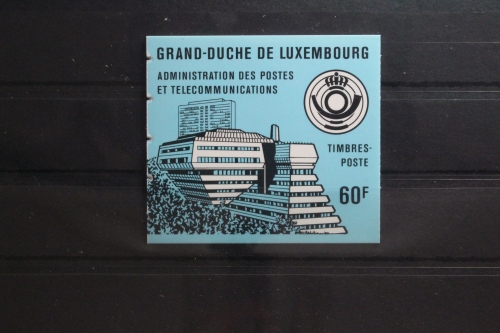 GRAND-DUCHE DE LUXEMBOURG
ADMINISTRATION DES POSTES
ET TELECOMMUNICATIONS
TIMBRES-
POSTE
60F